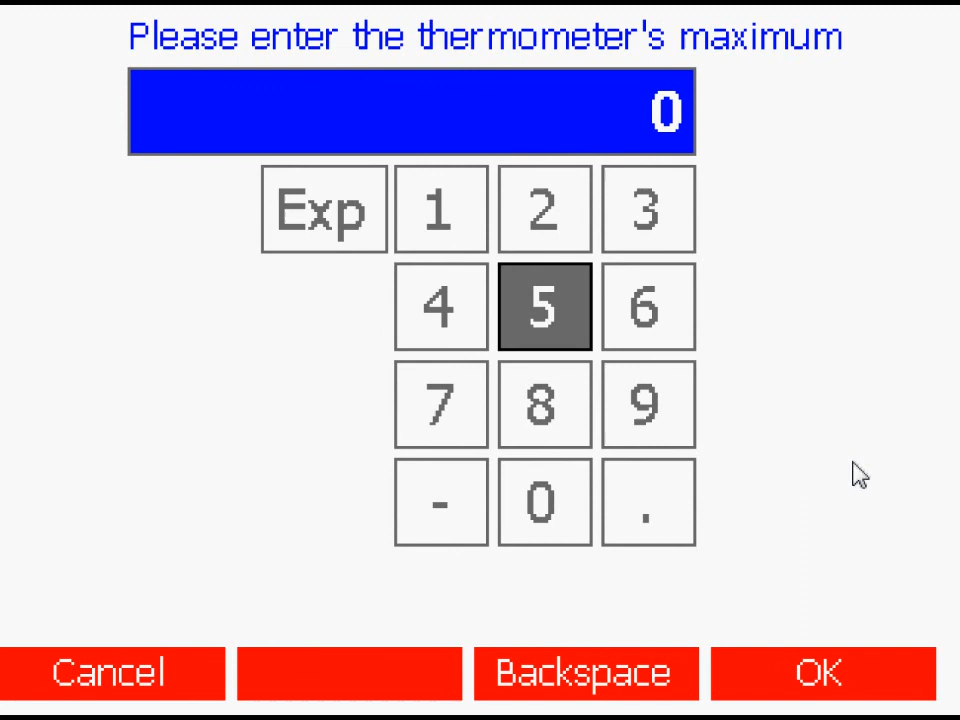 Please enter the thermometer's maximum
0
Exp 1 2 3
4 5 6
7 8 9
- 0 .
Cancel Backspace OK